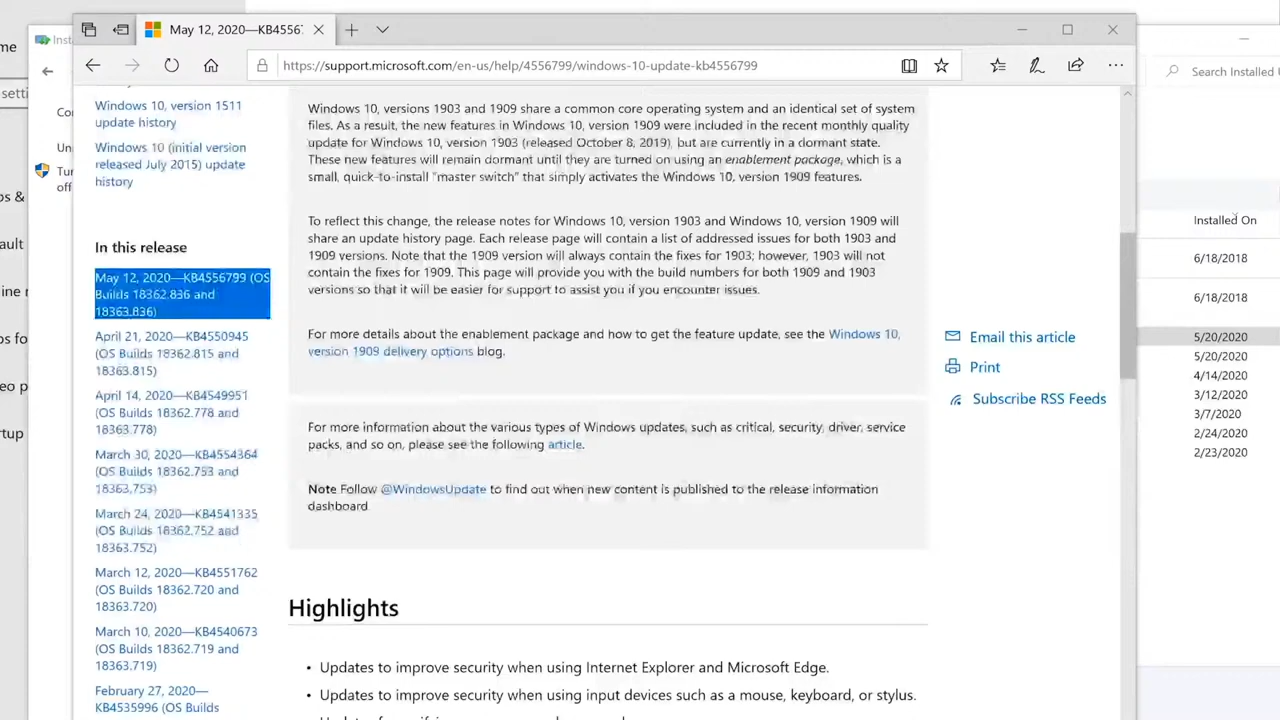 May 12, 2020—KB45567
https://support.microsoft.com/en-us/help/4556799/windows-10-update-kb4556799
Search Installed
Windows 10, version 1511
update history
Windows 10 (initial version
released July 2015) update
history
In this release
May 12, 2020—KB4556799 (OS
Builds 18362.836 and
18363.836)
April 21, 2020—KB4550945
(OS Builds 18362.815 and
18363.815)
April 14, 2020—KB4549951
(OS Builds 18362.778 and
18363.778)
March 30, 2020—KB4554364
(OS Builds 18362.753 and
18363.753)
March 24, 2020—KB4541335
(OS Builds 18362.752 and
18363.752)
March 12, 2020—KB4551762
(OS Builds 18362.720 and
18363.720)
March 10, 2020—KB4540673
(OS Builds 18362.719 and
18363.719)
February 27, 2020—
KB4535996 (OS Builds
Windows 10, versions 1903 and 1909 share a common core operating system and an identical set of system
files. As a result, the new features in Windows 10, version 1909 were included in the recent monthly quality
update for Windows 10, version 1903 (released October 8, 2019), but are currently in a dormant state.
These new features will remain dormant until they are turned on using an enablement package, which is a
small, quick-to-install "master switch" that simply activates the Windows 10, version 1909 features.
To reflect this change, the release notes for Windows 10, version 1903 and Windows 10, version 1909 will
share an update history page. Each release page will contain a list of addressed issues for both 1903 and
1909 versions. Note that the 1909 version will always contain the fixes for 1903; however, 1903 will not
contain the fixes for 1909. This page will provide you with the build numbers for both 1909 and 1903
versions so that it will be easier for support to assist you if you encounter issues.
For more details about the enablement package and how to get the feature update, see the Windows 10,
version 1909 delivery options blog.
For more information about the various types of Windows updates, such as critical, security, driver, service
packs, and so on, please see the following article.
Note Follow @WindowsUpdate to find out when new content is published to the release information
dashboard
Highlights
• Updates to improve security when using Internet Explorer and Microsoft Edge.
• Updates to improve security when using input devices such as a mouse, keyboard, or stylus.
Email this article
Print
Subscribe RSS Feeds
Installed On
6/18/2018
6/18/2018
5/20/2020
5/20/2020
4/14/2020
3/12/2020
3/7/2020
2/24/2020
2/23/2020